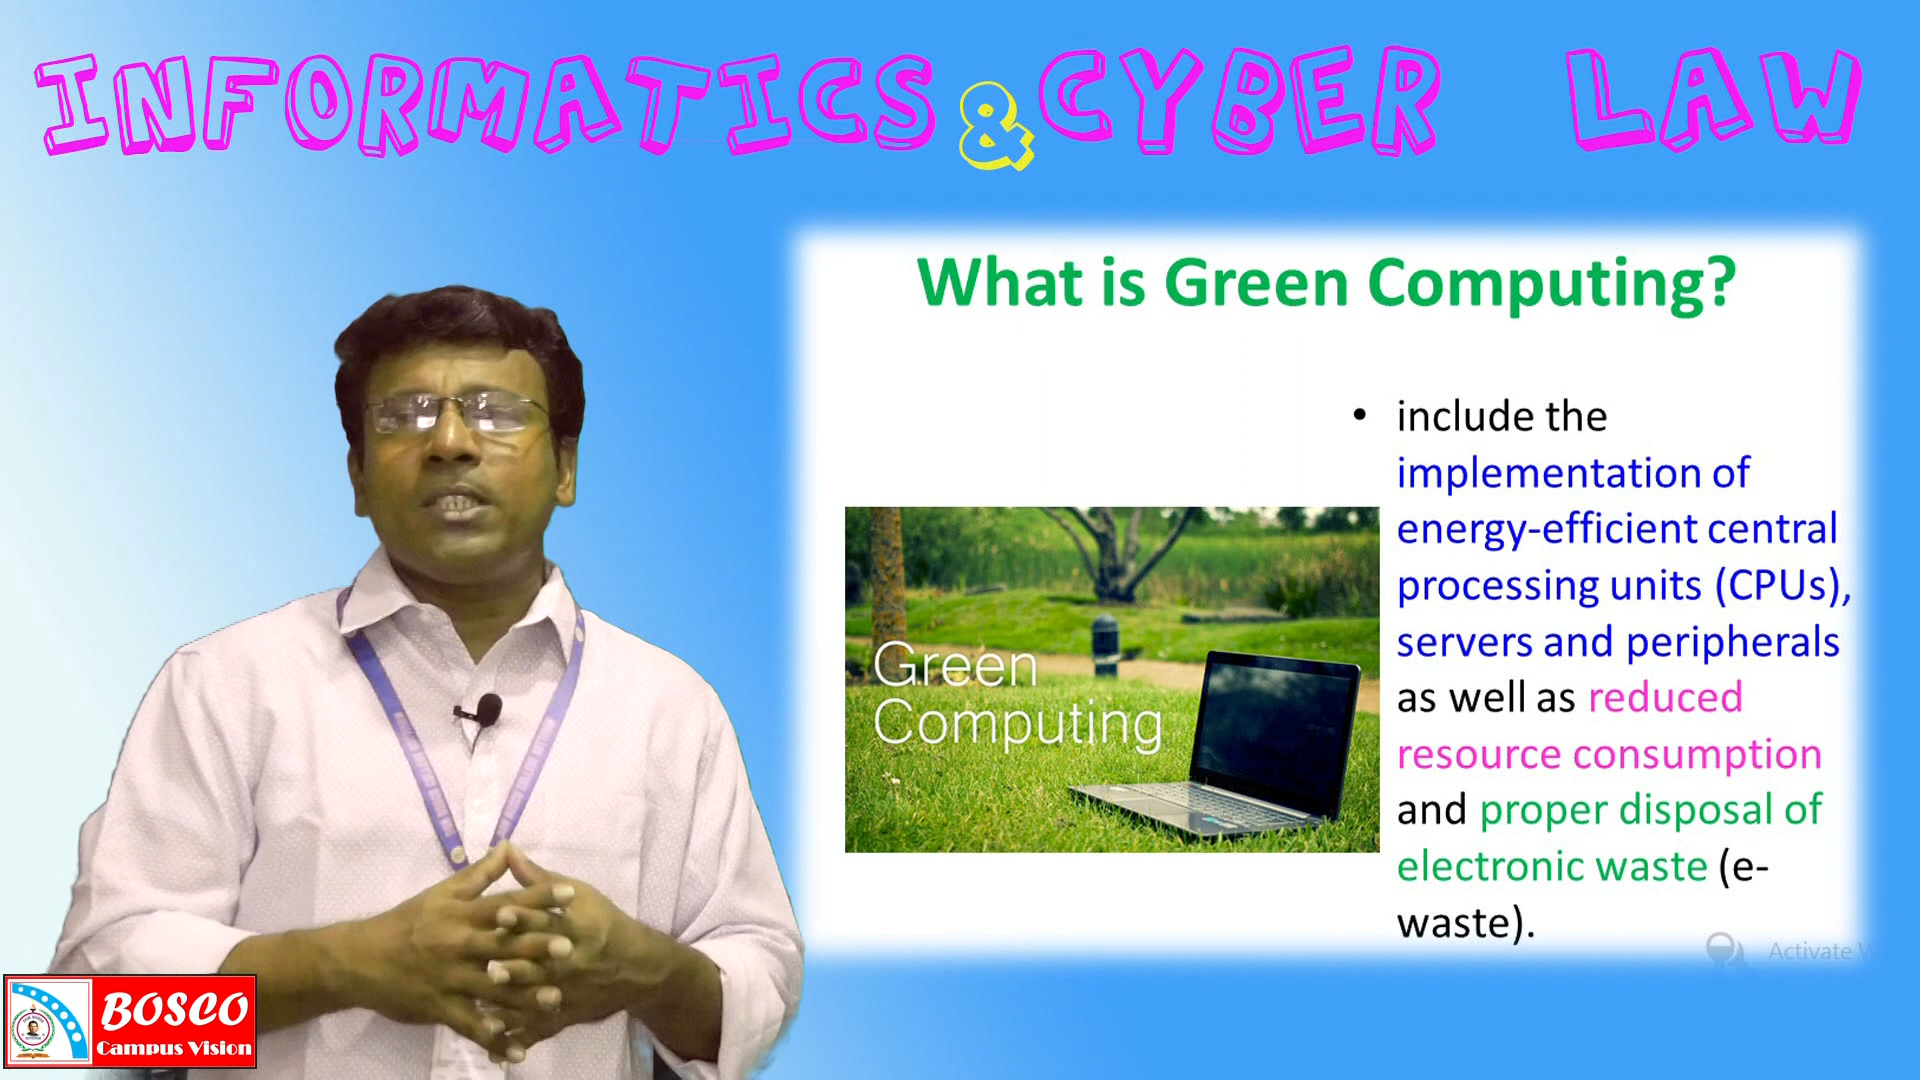 INFORMATICS & CYBER LAW
What is Green Computing?
• include the
implementation of
energy-efficient central
processing units (CPUs),
servers and peripherals
as well as reduced
resource consumption
and proper disposal of
electronic waste (e-
waste).
Green
Computing
Activate
BOSCO
Campus Vision